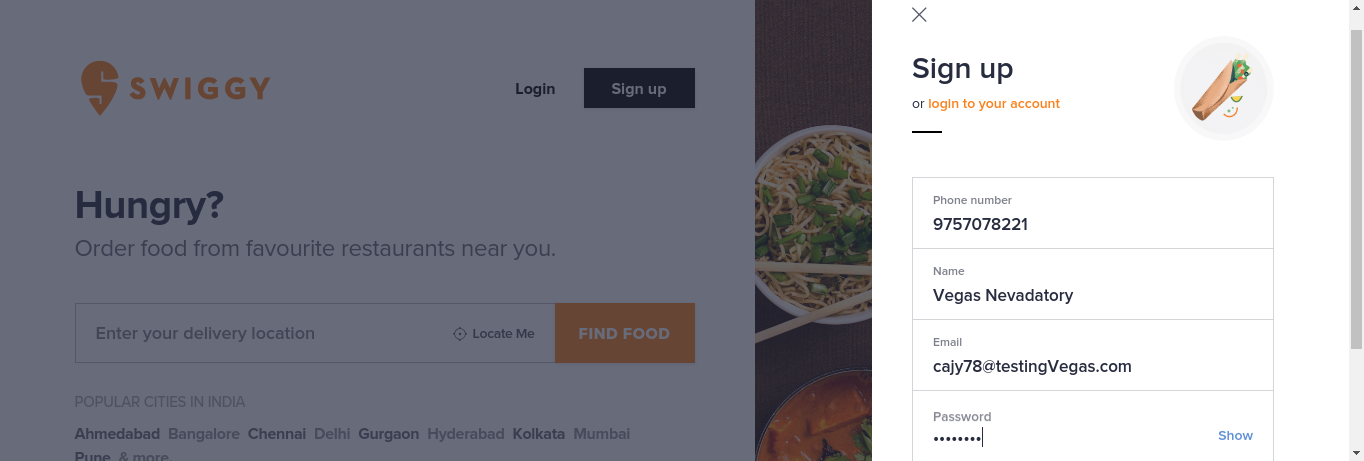 SWIGGY
Login
Sign up
Hungry?
Order food from favourite restaurants near you.
Enter your delivery location
Locate Me
FIND FOOD
POPULAR CITIES IN INDIA
Ahmedabad Bangalore Chennai Delhi Gurgaon Hyderabad Kolkata Mumbai
Pune & more.
Sign up
or login to your account
Phone number
9757078221
Name
Vegas Nevadatory
Email
cajy78@testingVegas.com
Password
••••••••
Show